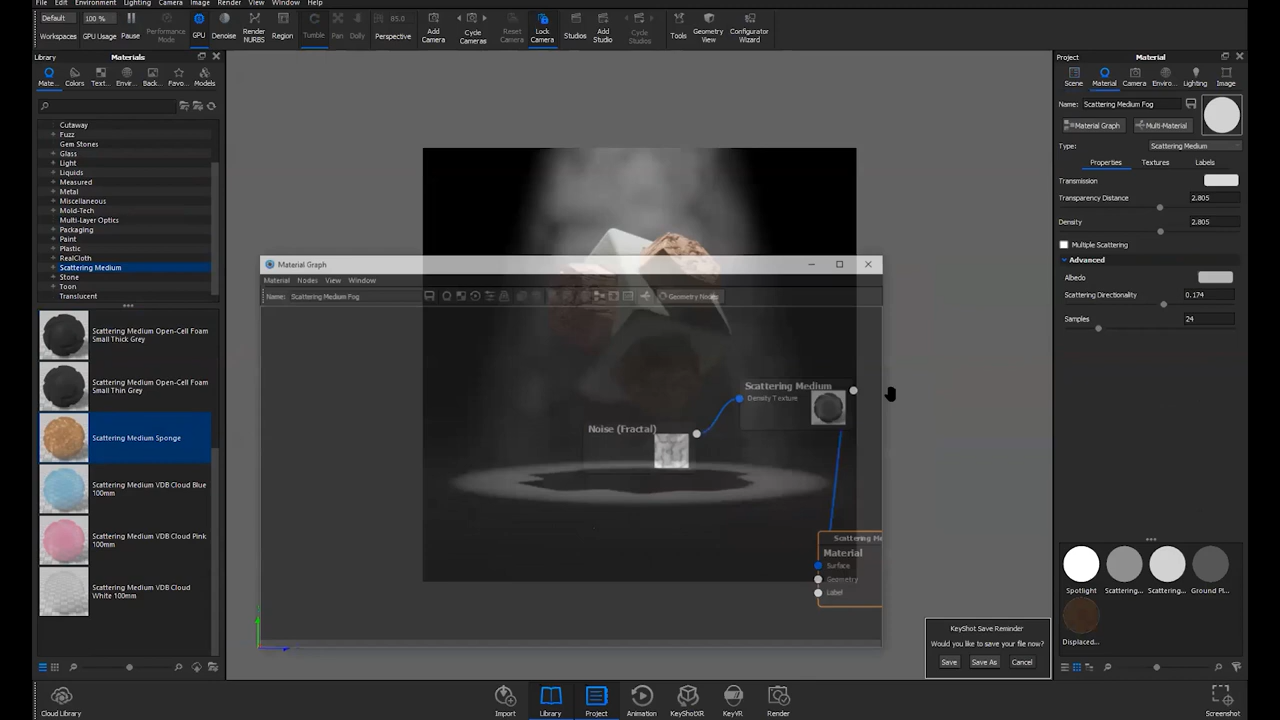 File Edit Environment Lighting Camera Image Render View Window Help
Default 100 % 85.0
Workspaces GPU Usage Pause Performance Mode GPU Denoise Render NURBS Region Tumble Pan Dolly Perspective Add Camera Cycle Cameras Reset Camera Lock Camera Studios Add Studio Cycle Studios Tools Geometry View Configurator Wizard
Library Materials
Mate... Colors Text... Envir... Back... Favo... Models
Cutaway
Fuzz
Gem Stones
Glass
Light
Liquids
Measured
Metal
Miscellaneous
Mold-Tech
Multi-Layer Optics
Packaging
Paint
Plastic
RealCloth
Scattering Medium
Stone
Toon
Translucent
Scattering Medium Open-Cell Foam
Small Thick Grey
Scattering Medium Open-Cell Foam
Small Thin Grey
Scattering Medium Sponge
Scattering Medium VDB Cloud Blue
100mm
Scattering Medium VDB Cloud Pink
100mm
Scattering Medium VDB Cloud
White 100mm
Material Graph
Material Nodes View Window
Name: Scattering Medium Fog Geometry Nodes
Scattering Medium
Density Texture
Noise (Fractal)
Scattering Me
Material
Surface
Geometry
Label
Project Material
Scene Material Camera Enviro... Lighting Image
Name: Scattering Medium Fog
Material Graph Multi-Material
Type: Scattering Medium
Properties Textures Labels
Transmission
Transparency Distance 2.805
Density 2.805
Multiple Scattering
Advanced
Albedo
Scattering Directionality 0.174
Samples 24
Spotlight Scattering... Scattering... Ground Pl...
Displaced...
KeyShot Save Reminder
Would you like to save your file now?
Save Save As Cancel
Cloud Library Import Library Project Animation KeyShotXR KeyVR Render Screenshot